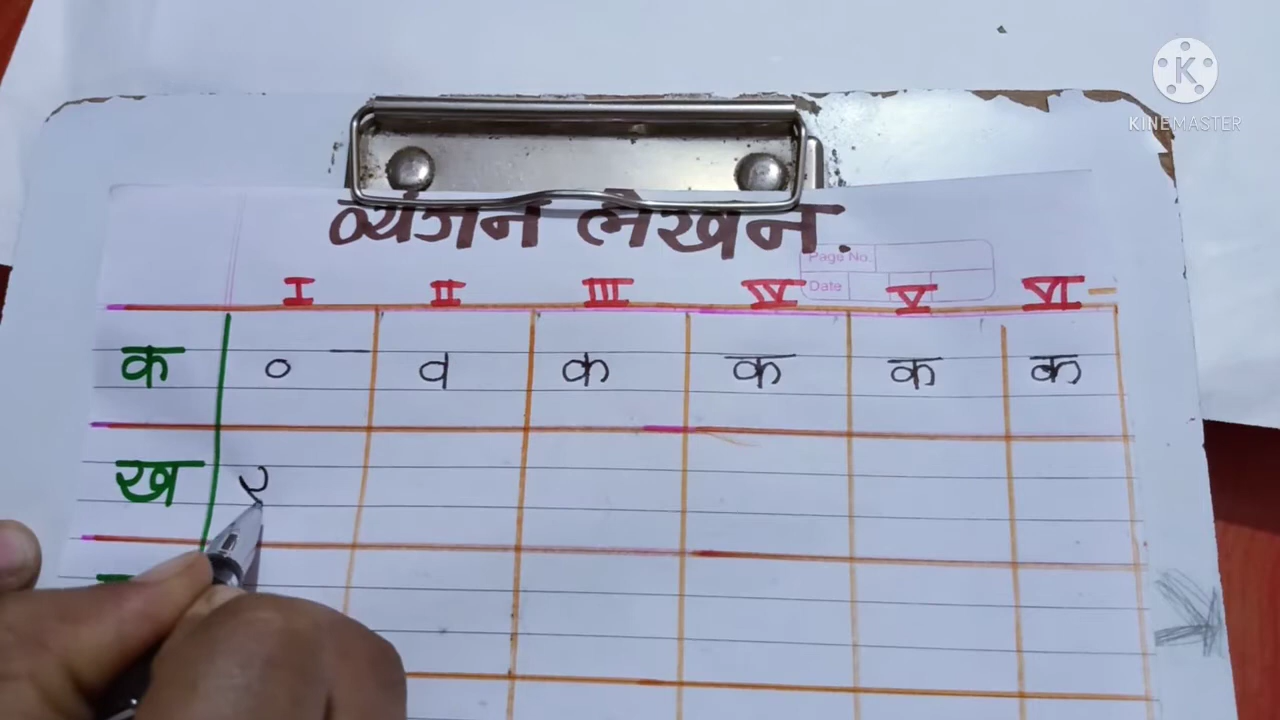 K
KINEMASTER
व्यंजन लेखन
Page No.
Date
I II III IV V VI
क ० व क क क क
ख र